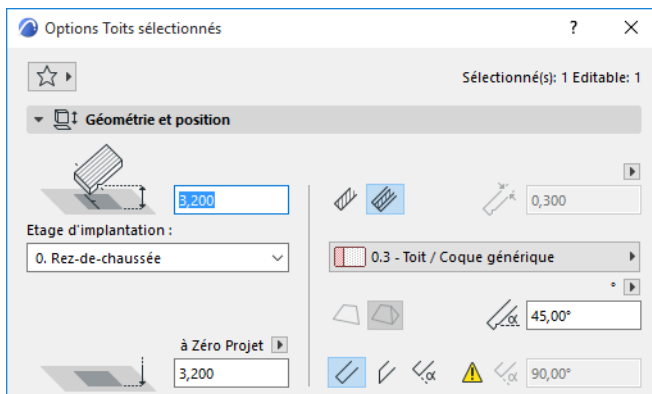 Options Toits sélectionnés
Sélectionné(s): 1 Editable: 1
Géométrie et position
3,200
0,300
Etage d'implantation :
0. Rez-de-chaussée
0.3 - Toit / Coque générique
°
α 45,00°
à Zéro Projet
3,200
α
α 90,00°